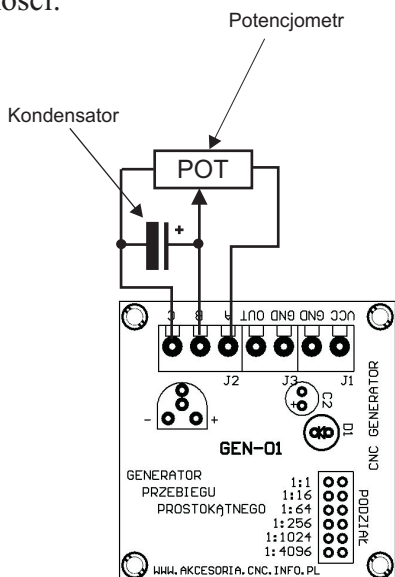 ności.
Potencjometr
Kondensator
POT
+
C B A OUT GND GND VCC
J2 J3 J1
- +
+ C2
D1
GEN-01
CNC GENERATOR
GENERATOR
PRZEBIEGU
PROSTOKĄTNEGO
1:1
1:16
1:64
1:256
1:1024
1:4096
PODZIAŁ
WWW.AKCESORIA.CNC.INFO.PL